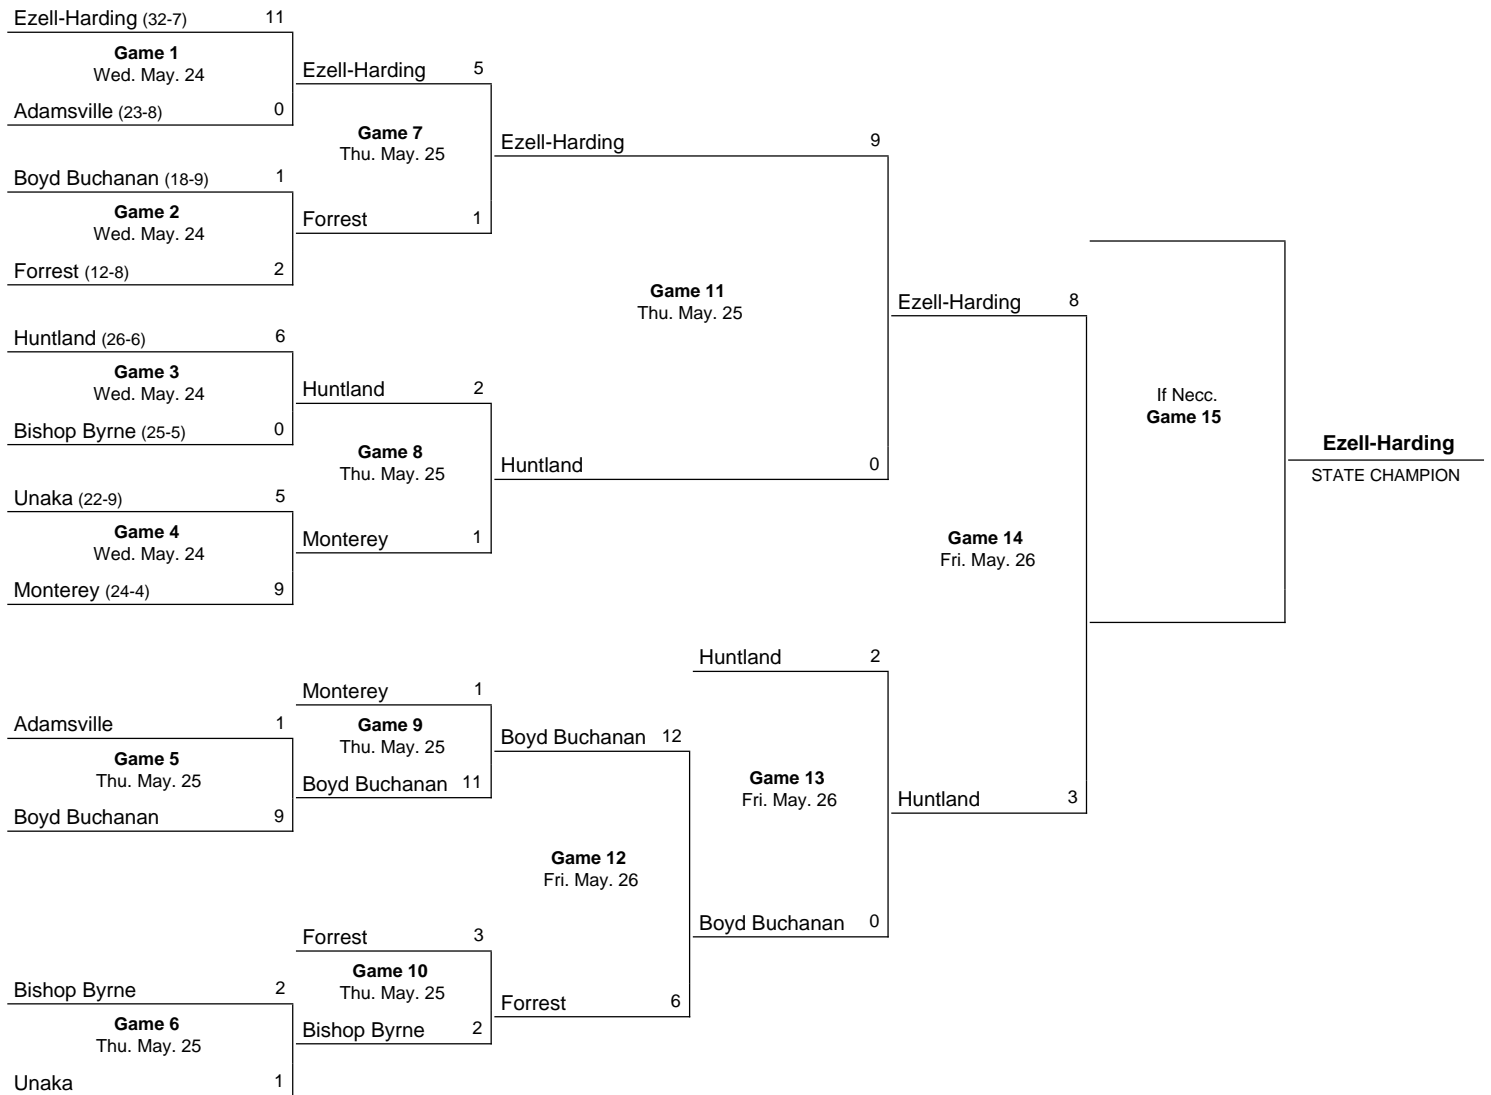 Ezell-Harding (32-7) 11
Game 1
Wed. May. 24
Adamsville (23-8) 0
Boyd Buchanan (18-9) 1
Game 2
Wed. May. 24
Forrest (12-8) 2
Huntland (26-6) 6
Game 3
Wed. May. 24
Bishop Byrne (25-5) 0
Unaka (22-9) 5
Game 4
Wed. May. 24
Monterey (24-4) 9
Adamsville 1
Game 5
Thu. May. 25
Boyd Buchanan 9
Bishop Byrne 2
Game 6
Thu. May. 25
Unaka 1
Ezell-Harding 5
Game 7
Thu. May. 25
Forrest 1
Huntland 2
Game 8
Thu. May. 25
Monterey 1
Monterey 1
Game 9
Thu. May. 25
Boyd Buchanan 11
Forrest 3
Game 10
Thu. May. 25
Bishop Byrne 2
Ezell-Harding 9
Game 11
Thu. May. 25
Huntland 0
Boyd Buchanan 12
Game 12
Fri. May. 26
Forrest 6
Huntland 2
Game 13
Fri. May. 26
Boyd Buchanan 0
Ezell-Harding 8
Game 14
Fri. May. 26
Huntland 3
If Necc.
Game 15
Ezell-Harding
STATE CHAMPION